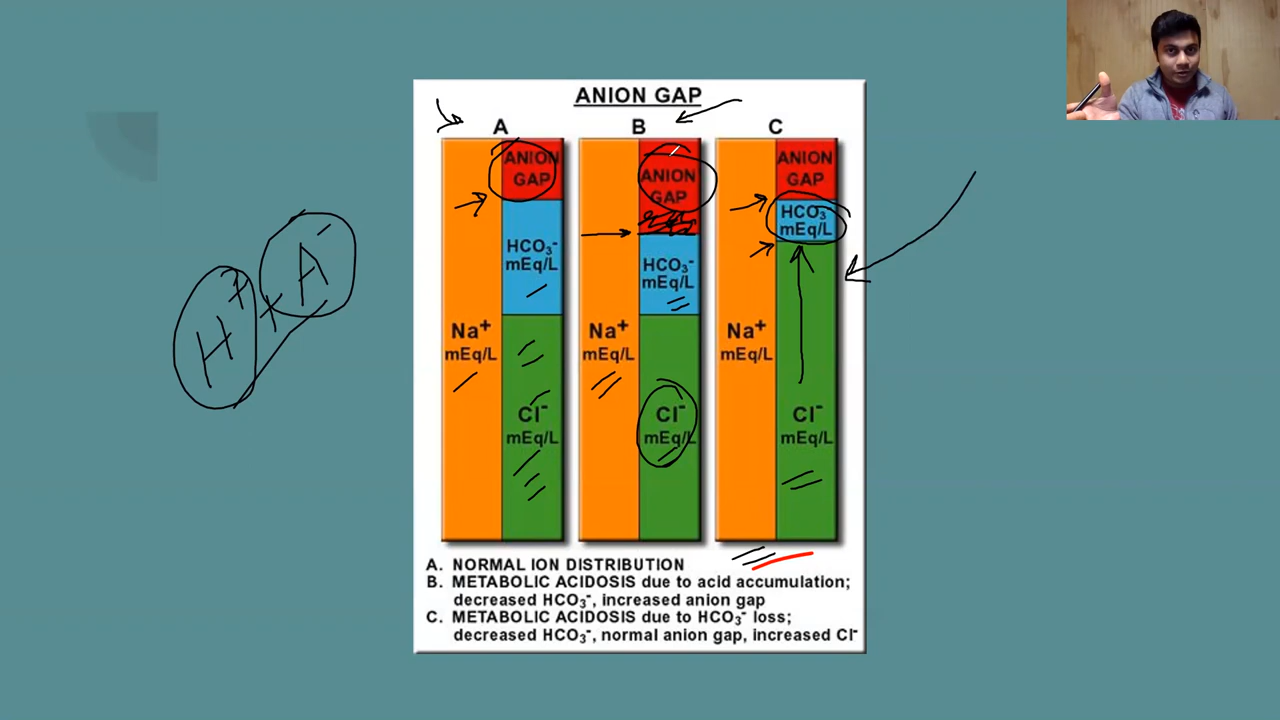 ANION GAP
A B C
ANION GAP
HCO₃⁻ mEq/L
Na⁺ mEq/L
Cl⁻ mEq/L
ANION GAP
HCO₃⁻ mEq/L
Na⁺ mEq/L
Cl⁻ mEq/L
ANION GAP
HCO₃ mEq/L
Na⁺ mEq/L
Cl⁻ mEq/L
H⁺ + A⁻
A. NORMAL ION DISTRIBUTION
B. METABOLIC ACIDOSIS due to acid accumulation;
decreased HCO₃⁻, increased anion gap
C. METABOLIC ACIDOSIS due to HCO₃⁻ loss;
decreased HCO₃⁻, normal anion gap, increased Cl⁻